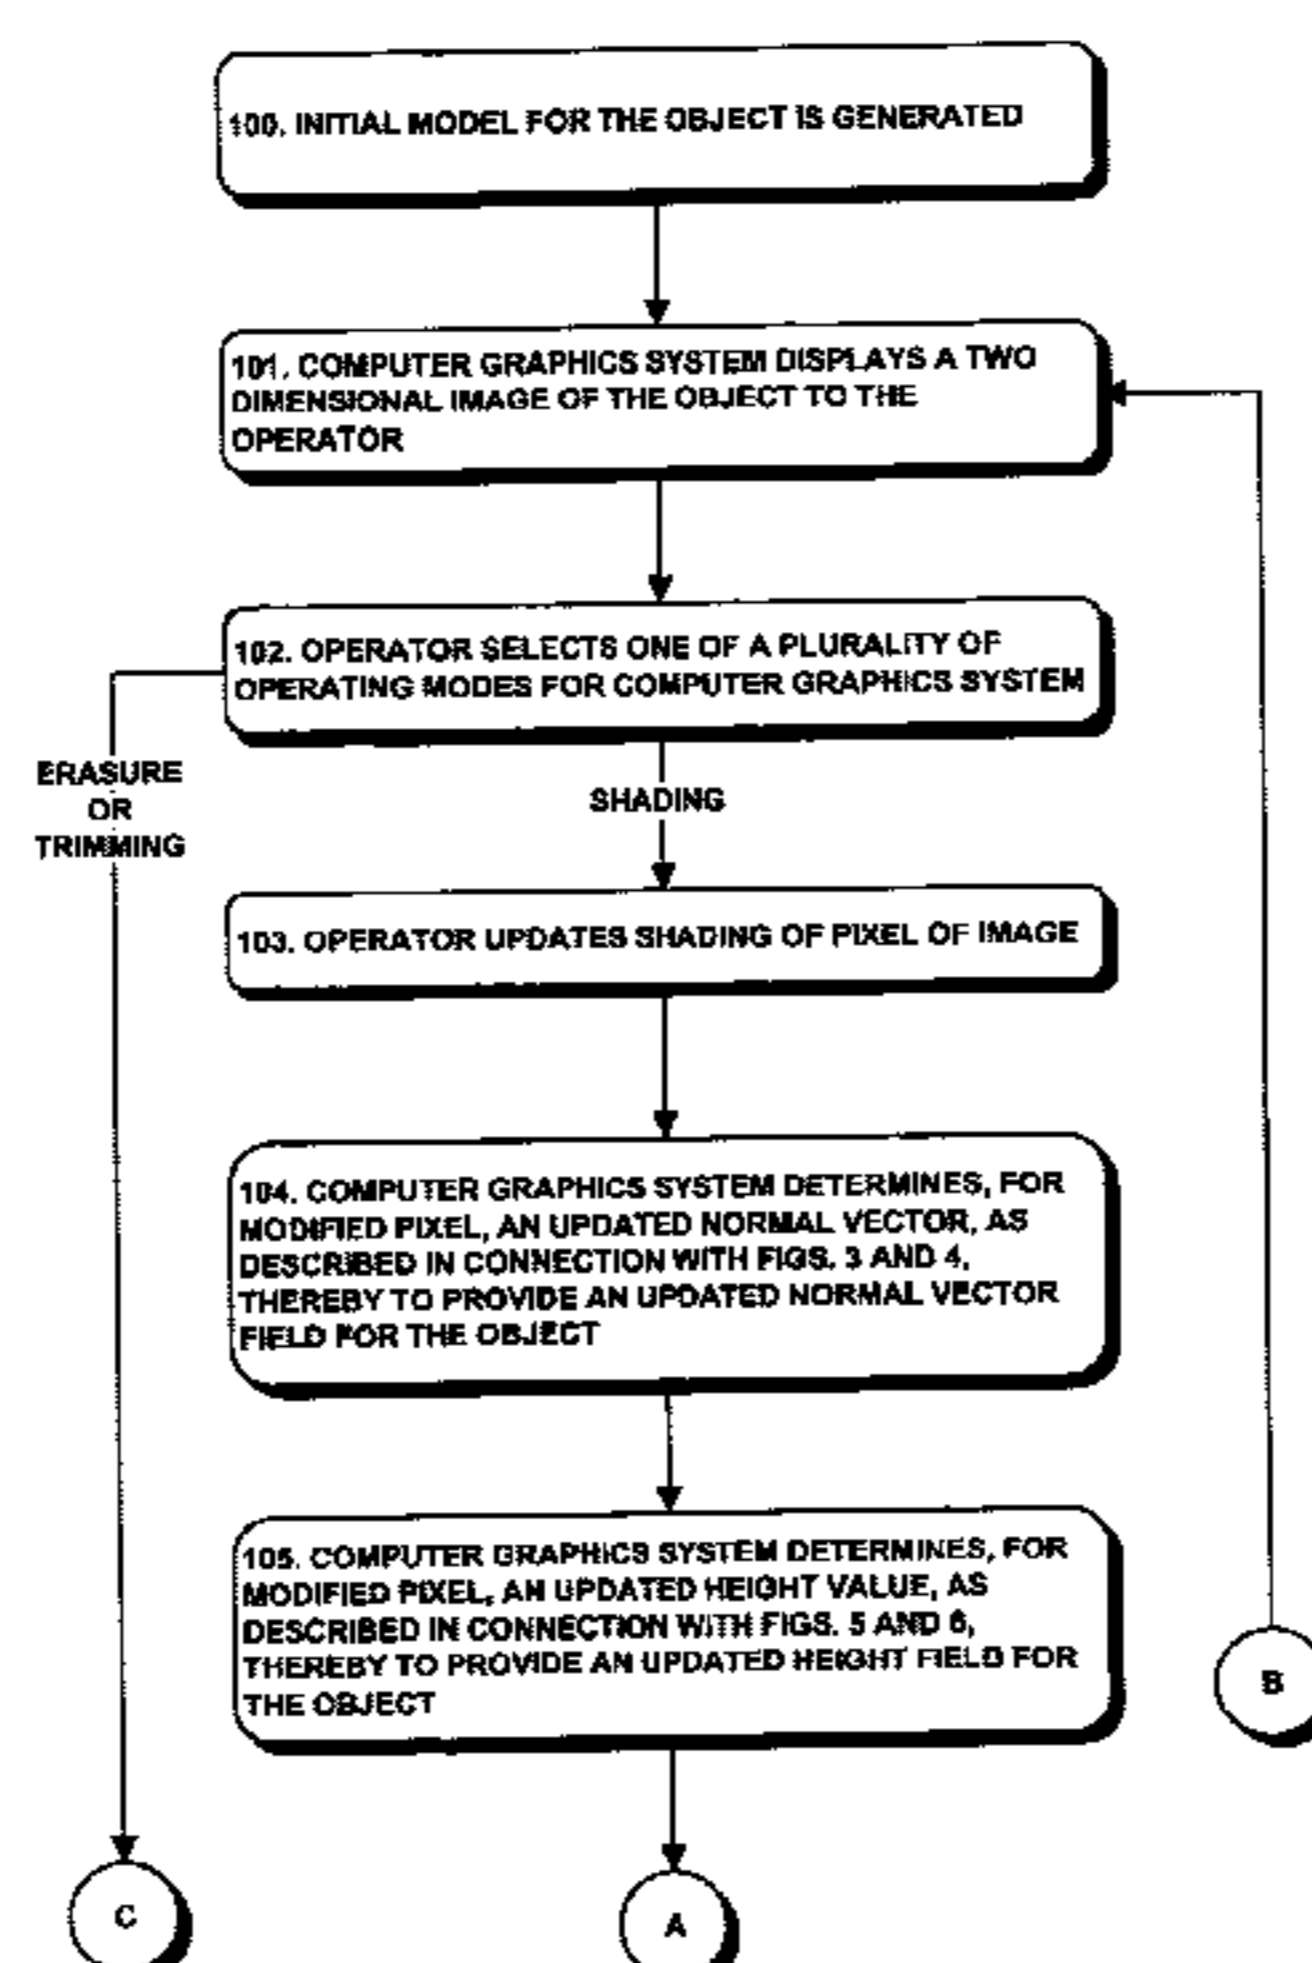 100. INITIAL MODEL FOR THE OBJECT IS GENERATED
101. COMPUTER GRAPHICS SYSTEM DISPLAYS A TWO
DIMENSIONAL IMAGE OF THE OBJECT TO THE
OPERATOR
102. OPERATOR SELECTS ONE OF A PLURALITY OF
OPERATING MODES FOR COMPUTER GRAPHICS SYSTEM
ERASURE
OR
TRIMMING
SHADING
103. OPERATOR UPDATES SHADING OF PIXEL OF IMAGE
104. COMPUTER GRAPHICS SYSTEM DETERMINES, FOR
MODIFIED PIXEL, AN UPDATED NORMAL VECTOR, AS
DESCRIBED IN CONNECTION WITH FIGS. 3 AND 4,
THEREBY TO PROVIDE AN UPDATED NORMAL VECTOR
FIELD FOR THE OBJECT
105. COMPUTER GRAPHICS SYSTEM DETERMINES, FOR
MODIFIED PIXEL, AN UPDATED HEIGHT VALUE, AS
DESCRIBED IN CONNECTION WITH FIGS. 5 AND 6,
THEREBY TO PROVIDE AN UPDATED HEIGHT FIELD FOR
THE OBJECT
B
C
A